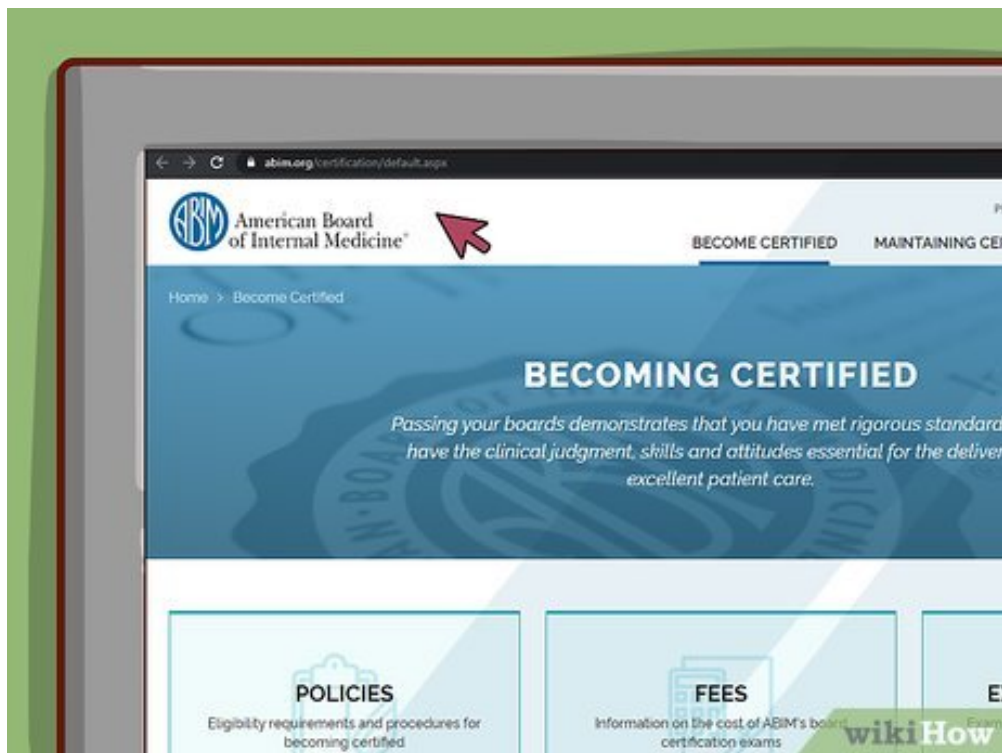 abim.org/certification/default.aspx
ABIM
American Board
of Internal Medicine®
BECOME CERTIFIED MAINTAINING CE
Home > Become Certified
BECOMING CERTIFIED
Passing your boards demonstrates that you have met rigorous standard
have the clinical judgment, skills and attitudes essential for the deliver
excellent patient care.
POLICIES
Eligibility requirements and procedures for
becoming certified
FEES
Information on the cost of ABIM's board
certification exams
wikiHow